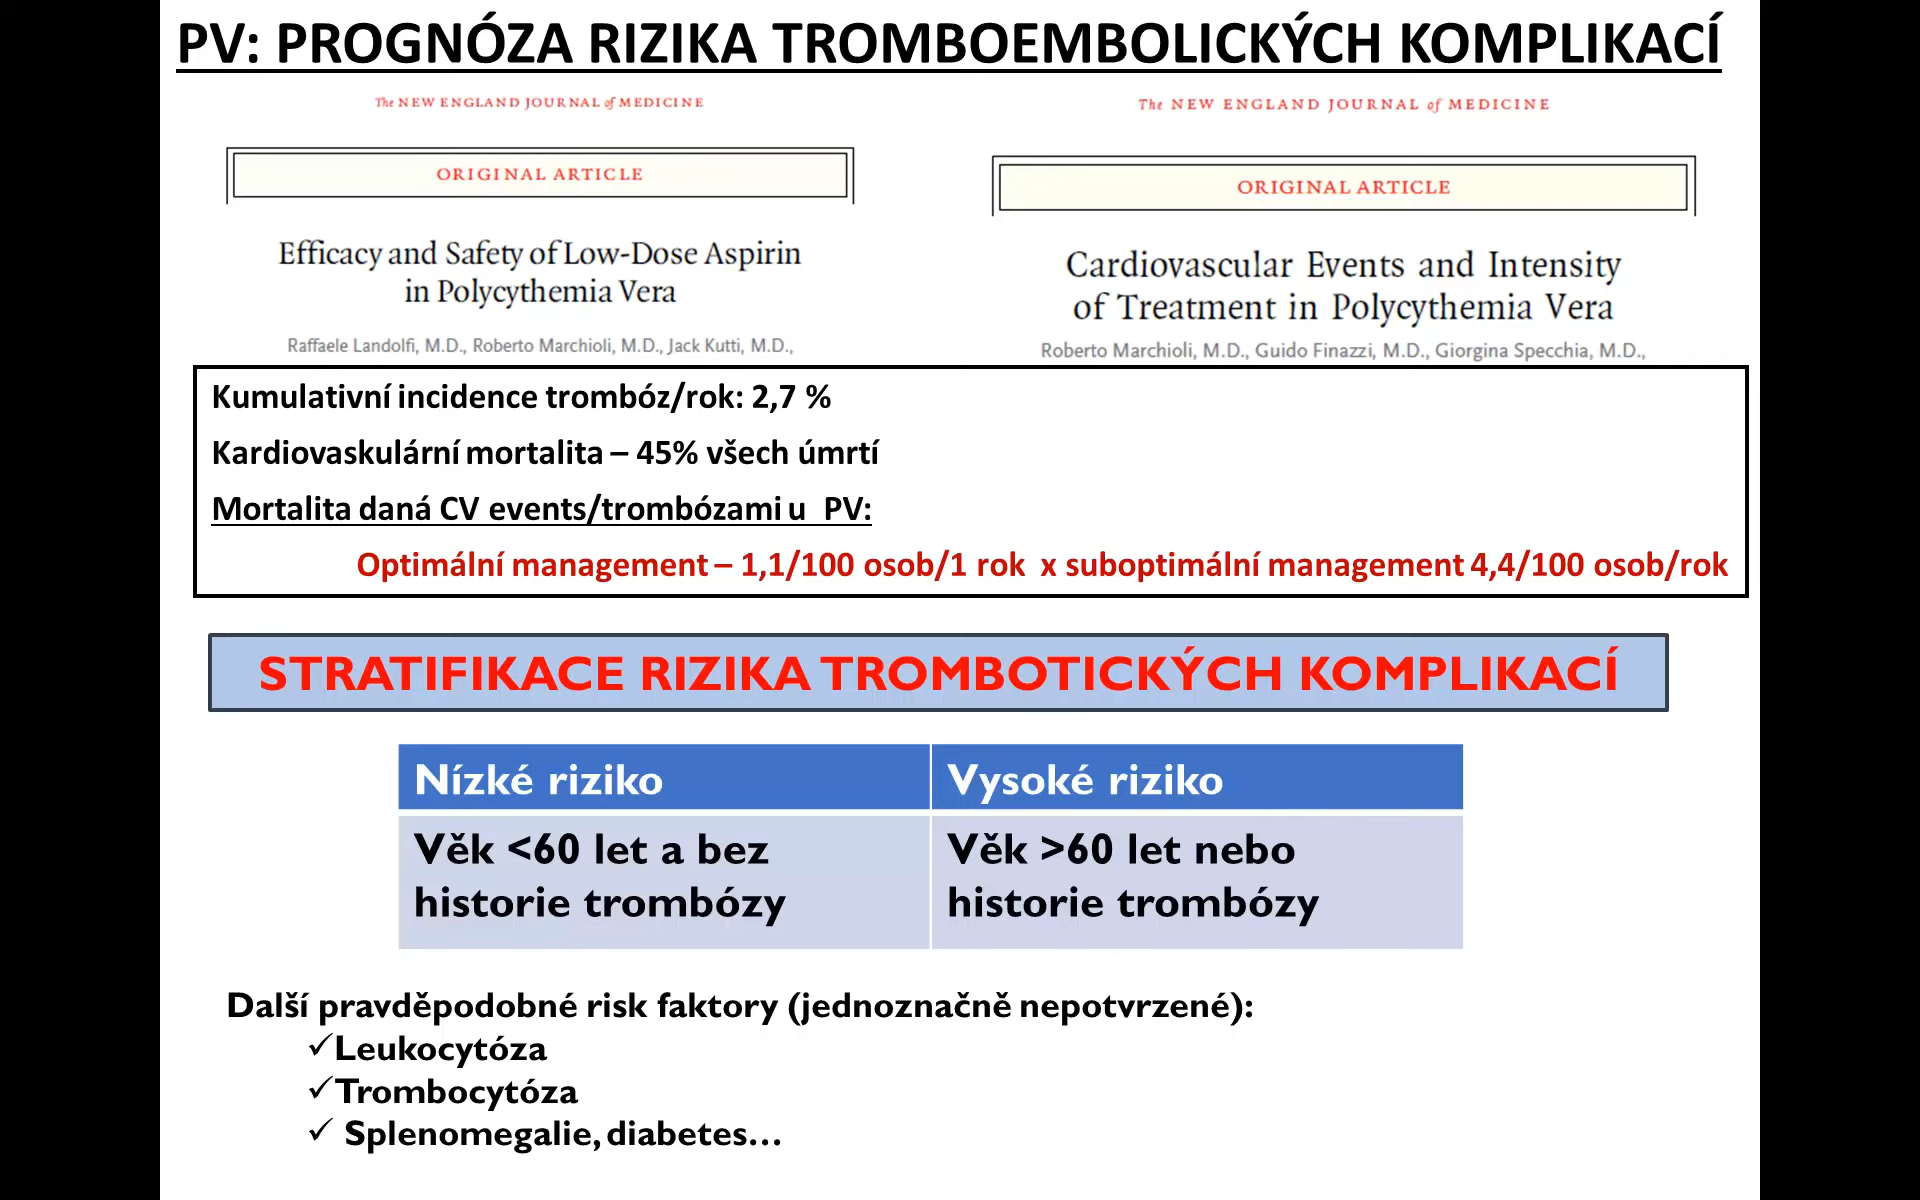 PV: PROGNÓZA RIZIKA TROMBOEMBOLICKÝCH KOMPLIKACÍ
The NEW ENGLAND JOURNAL of MEDICINE
ORIGINAL ARTICLE
Efficacy and Safety of Low-Dose Aspirin
in Polycythemia Vera
Raffaele Landolfi, M.D., Roberto Marchioli, M.D., Jack Kutti, M.D.,
The NEW ENGLAND JOURNAL of MEDICINE
ORIGINAL ARTICLE
Cardiovascular Events and Intensity
of Treatment in Polycythemia Vera
Roberto Marchioli, M.D., Guido Finazzi, M.D., Giorgina Specchia, M.D.,
Kumulativní incidence trombóz/rok: 2,7 %
Kardiovaskulární mortalita – 45% všech úmrtí
Mortalita daná CV events/trombózami u PV:
Optimální management – 1,1/100 osob/1 rok x suboptimální management 4,4/100 osob/rok
STRATIFIKACE RIZIKA TROMBOTICKÝCH KOMPLIKACÍ
Nízké riziko
Věk <60 let a bez
historie trombózy
Vysoké riziko
Věk >60 let nebo
historie trombózy
Další pravděpodobné risk faktory (jednoznačně nepotvrzené):
✓Leukocytóza
✓Trombocytóza
✓ Splenomegalie, diabetes…